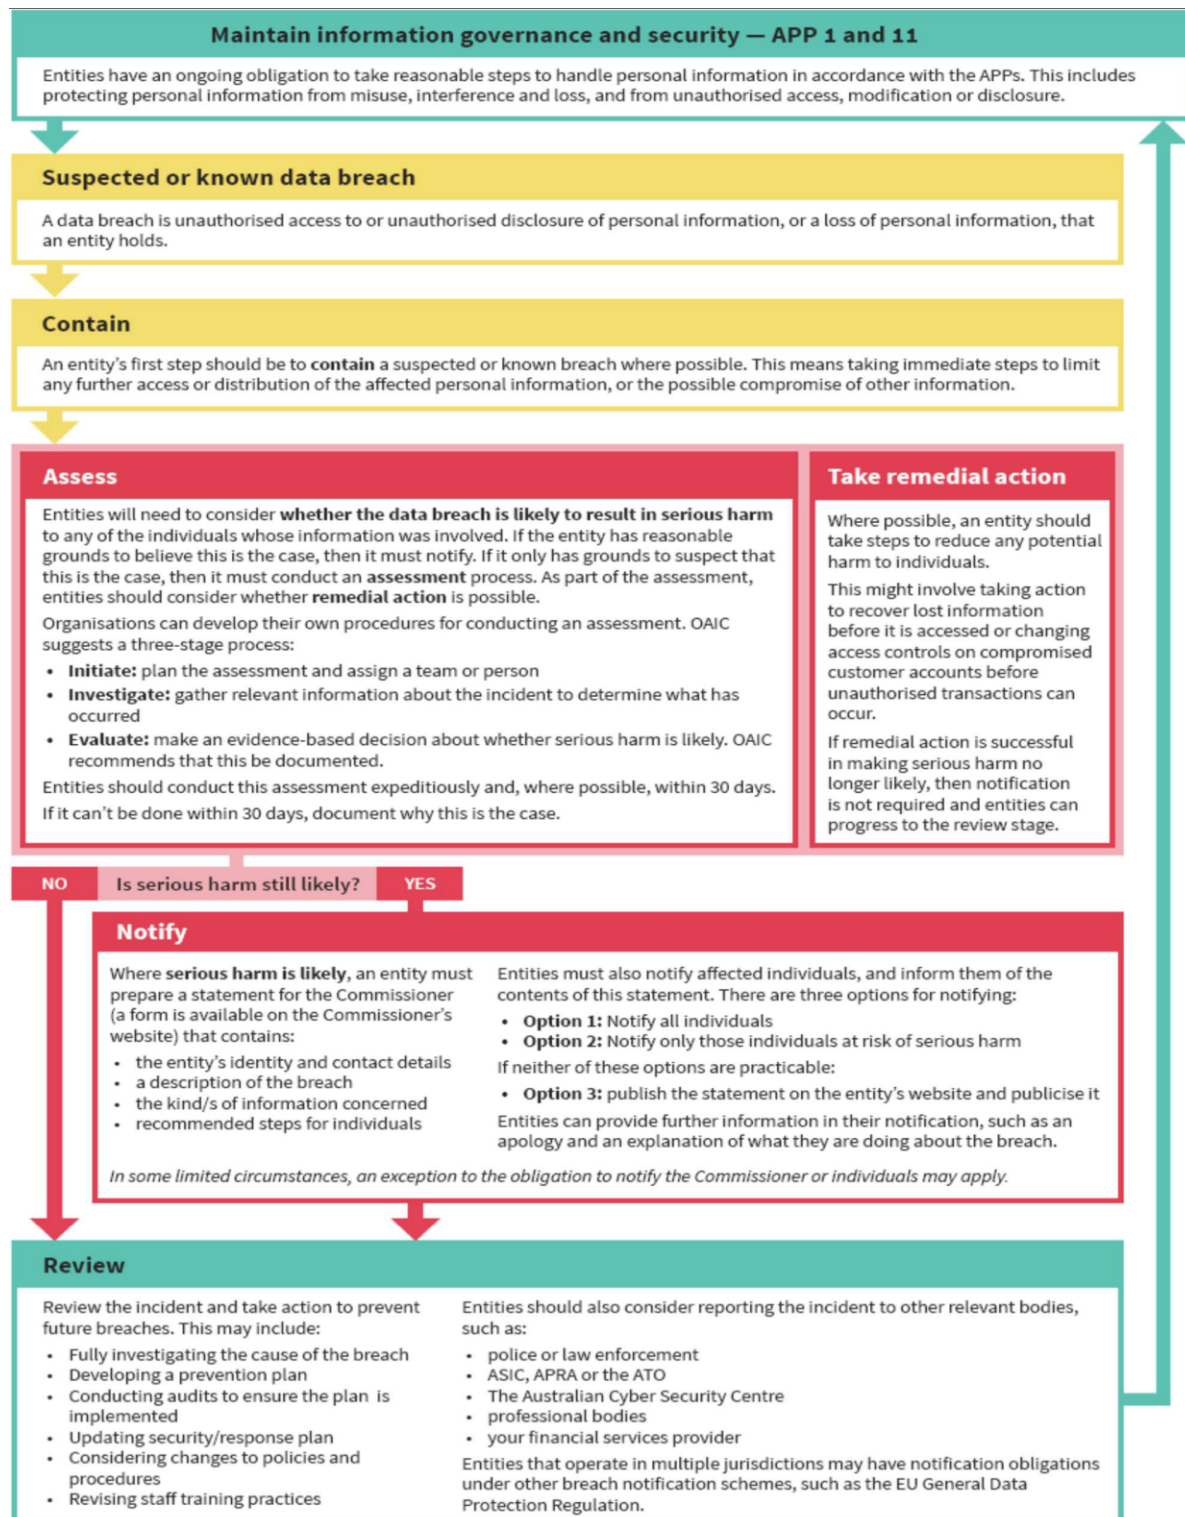 Maintain information governance and security — APP 1 and 11
Entities have an ongoing obligation to take reasonable steps to handle personal information in accordance with the APPs. This includes
protecting personal information from misuse, interference and loss, and from unauthorised access, modification or disclosure.
Suspected or known data breach
A data breach is unauthorised access to or unauthorised disclosure of personal information, or a loss of personal information, that
an entity holds.
Contain
An entity's first step should be to contain a suspected or known breach where possible. This means taking immediate steps to limit
any further access or distribution of the affected personal information, or the possible compromise of other information.
Assess
Entities will need to consider whether the data breach is likely to result in serious harm
to any of the individuals whose information was involved. If the entity has reasonable
grounds to believe this is the case, then it must notify. If it only has grounds to suspect that
this is the case, then it must conduct an assessment process. As part of the assessment,
entities should consider whether remedial action is possible.
Organisations can develop their own procedures for conducting an assessment. OAIC
suggests a three-stage process:
• Initiate: plan the assessment and assign a team or person
• Investigate: gather relevant information about the incident to determine what has
occurred
• Evaluate: make an evidence-based decision about whether serious harm is likely. OAIC
recommends that this be documented.
Entities should conduct this assessment expeditiously and, where possible, within 30 days.
If it can't be done within 30 days, document why this is the case.
Take remedial action
Where possible, an entity should
take steps to reduce any potential
harm to individuals.
This might involve taking action
to recover lost information
before it is accessed or changing
access controls on compromised
customer accounts before
unauthorised transactions can
occur.
If remedial action is successful
in making serious harm no
longer likely, then notification
is not required and entities can
progress to the review stage.
NO
Is serious harm still likely?
YES
Notify
Where serious harm is likely, an entity must
prepare a statement for the Commissioner
(a form is available on the Commissioner's
website) that contains:
• the entity's identity and contact details
• a description of the breach
• the kind/s of information concerned
• recommended steps for individuals
Entities must also notify affected individuals, and inform them of the
contents of this statement. There are three options for notifying:
• Option 1: Notify all individuals
• Option 2: Notify only those individuals at risk of serious harm
If neither of these options are practicable:
• Option 3: publish the statement on the entity's website and publicise it
Entities can provide further information in their notification, such as an
apology and an explanation of what they are doing about the breach.
In some limited circumstances, an exception to the obligation to notify the Commissioner or individuals may apply.
Review
Review the incident and take action to prevent
future breaches. This may include:
• Fully investigating the cause of the breach
• Developing a prevention plan
• Conducting audits to ensure the plan is
implemented
• Updating security/response plan
• Considering changes to policies and
procedures
• Revising staff training practices
Entities should also consider reporting the incident to other relevant bodies,
such as:
• police or law enforcement
• ASIC, APRA or the ATO
• The Australian Cyber Security Centre
• professional bodies
• your financial services provider
Entities that operate in multiple jurisdictions may have notification obligations
under other breach notification schemes, such as the EU General Data
Protection Regulation.